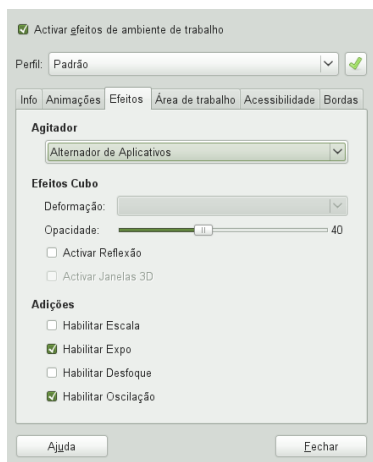 Activar efeitos de ambiente de trabalho
Perfil: Padrão
Info Animações Efeitos Área de trabalho Acessibilidade Bordas
Agitador
Alternador de Aplicativos
Efeitos Cubo
Deformação:
Opacidade: 40
Activar Reflexão
Activar Janelas 3D
Adições
Habilitar Escala
Habilitar Expo
Habilitar Desfoque
Habilitar Oscilação
Ajuda Fechar